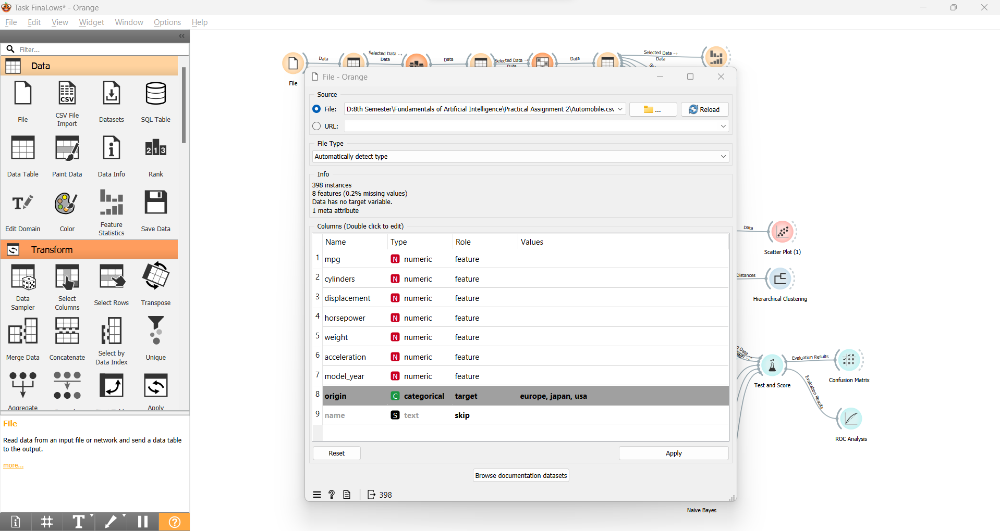 Task Final.ows* - Orange
File Edit View Widget Window Options Help
Filter...
Data
File
CSV File Import
Datasets
SQL Table
Data Table
Paint Data
Data Info
Rank
Edit Domain
Color
Feature Statistics
Save Data
Transform
Data Sampler
Select Columns
Select Rows
Transpose
Merge Data
Concatenate
Select by Data Index
Unique
Aggregate
Apply
File
Read data from an input file or network and send a data table
to the output.
more...
File
Data
Selected Data → Data
Data
Selected Data → Data
Data
Selected Data → Data
File - Orange
Source
File: D:8th Semester\Fundamentals of Artificial Intelligence\Practical Assignment 2\Automobile.csv
...
Reload
URL:
File Type
Automatically detect type
Info
398 instances
8 features (0.2% missing values)
Data has no target variable.
1 meta attribute
Columns (Double click to edit)
Name Type Role Values
1 mpg N numeric feature
2 cylinders N numeric feature
3 displacement N numeric feature
4 horsepower N numeric feature
5 weight N numeric feature
6 acceleration N numeric feature
7 model_year N numeric feature
8 origin C categorical target europe, japan, usa
9 name S text skip
Reset
Apply
Browse documentation datasets
398
Data
Scatter Plot (1)
Distances
Hierarchical Clustering
Test and Score
Evaluation Results
Confusion Matrix
Evaluation Results
ROC Analysis
Naive Bayes